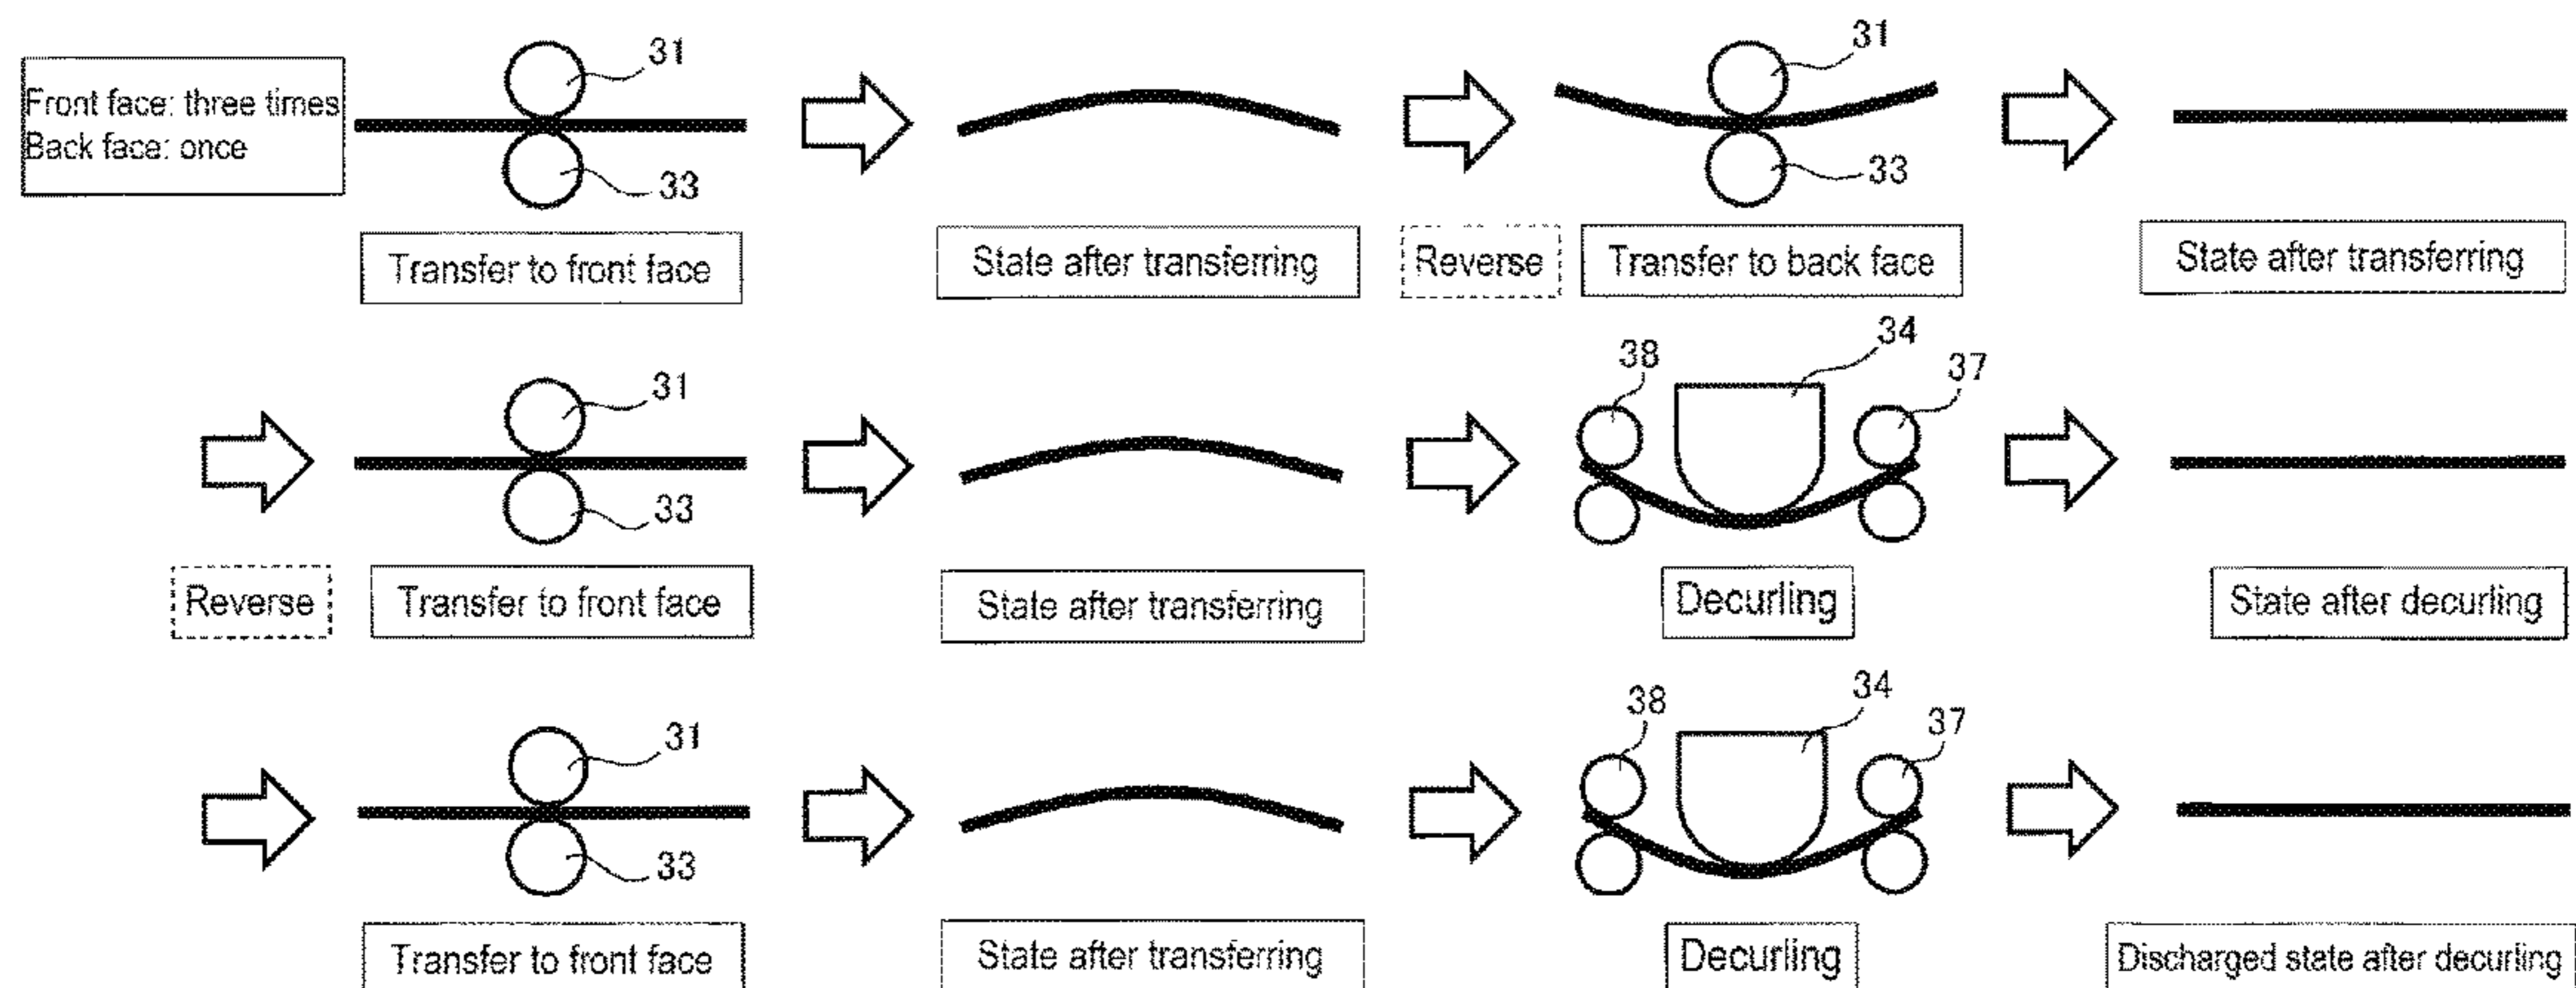 Front face: three times
Back face: once
31
33
31
33
Transfer to front face
State after transferring
Reverse
Transfer to back face
State after transferring
31
33
38
34
37
Reverse
Transfer to front face
State after transferring
Decurling
State after decurling
31
33
38
34
37
Transfer to front face
State after transferring
Decurling
Discharged state after decurling